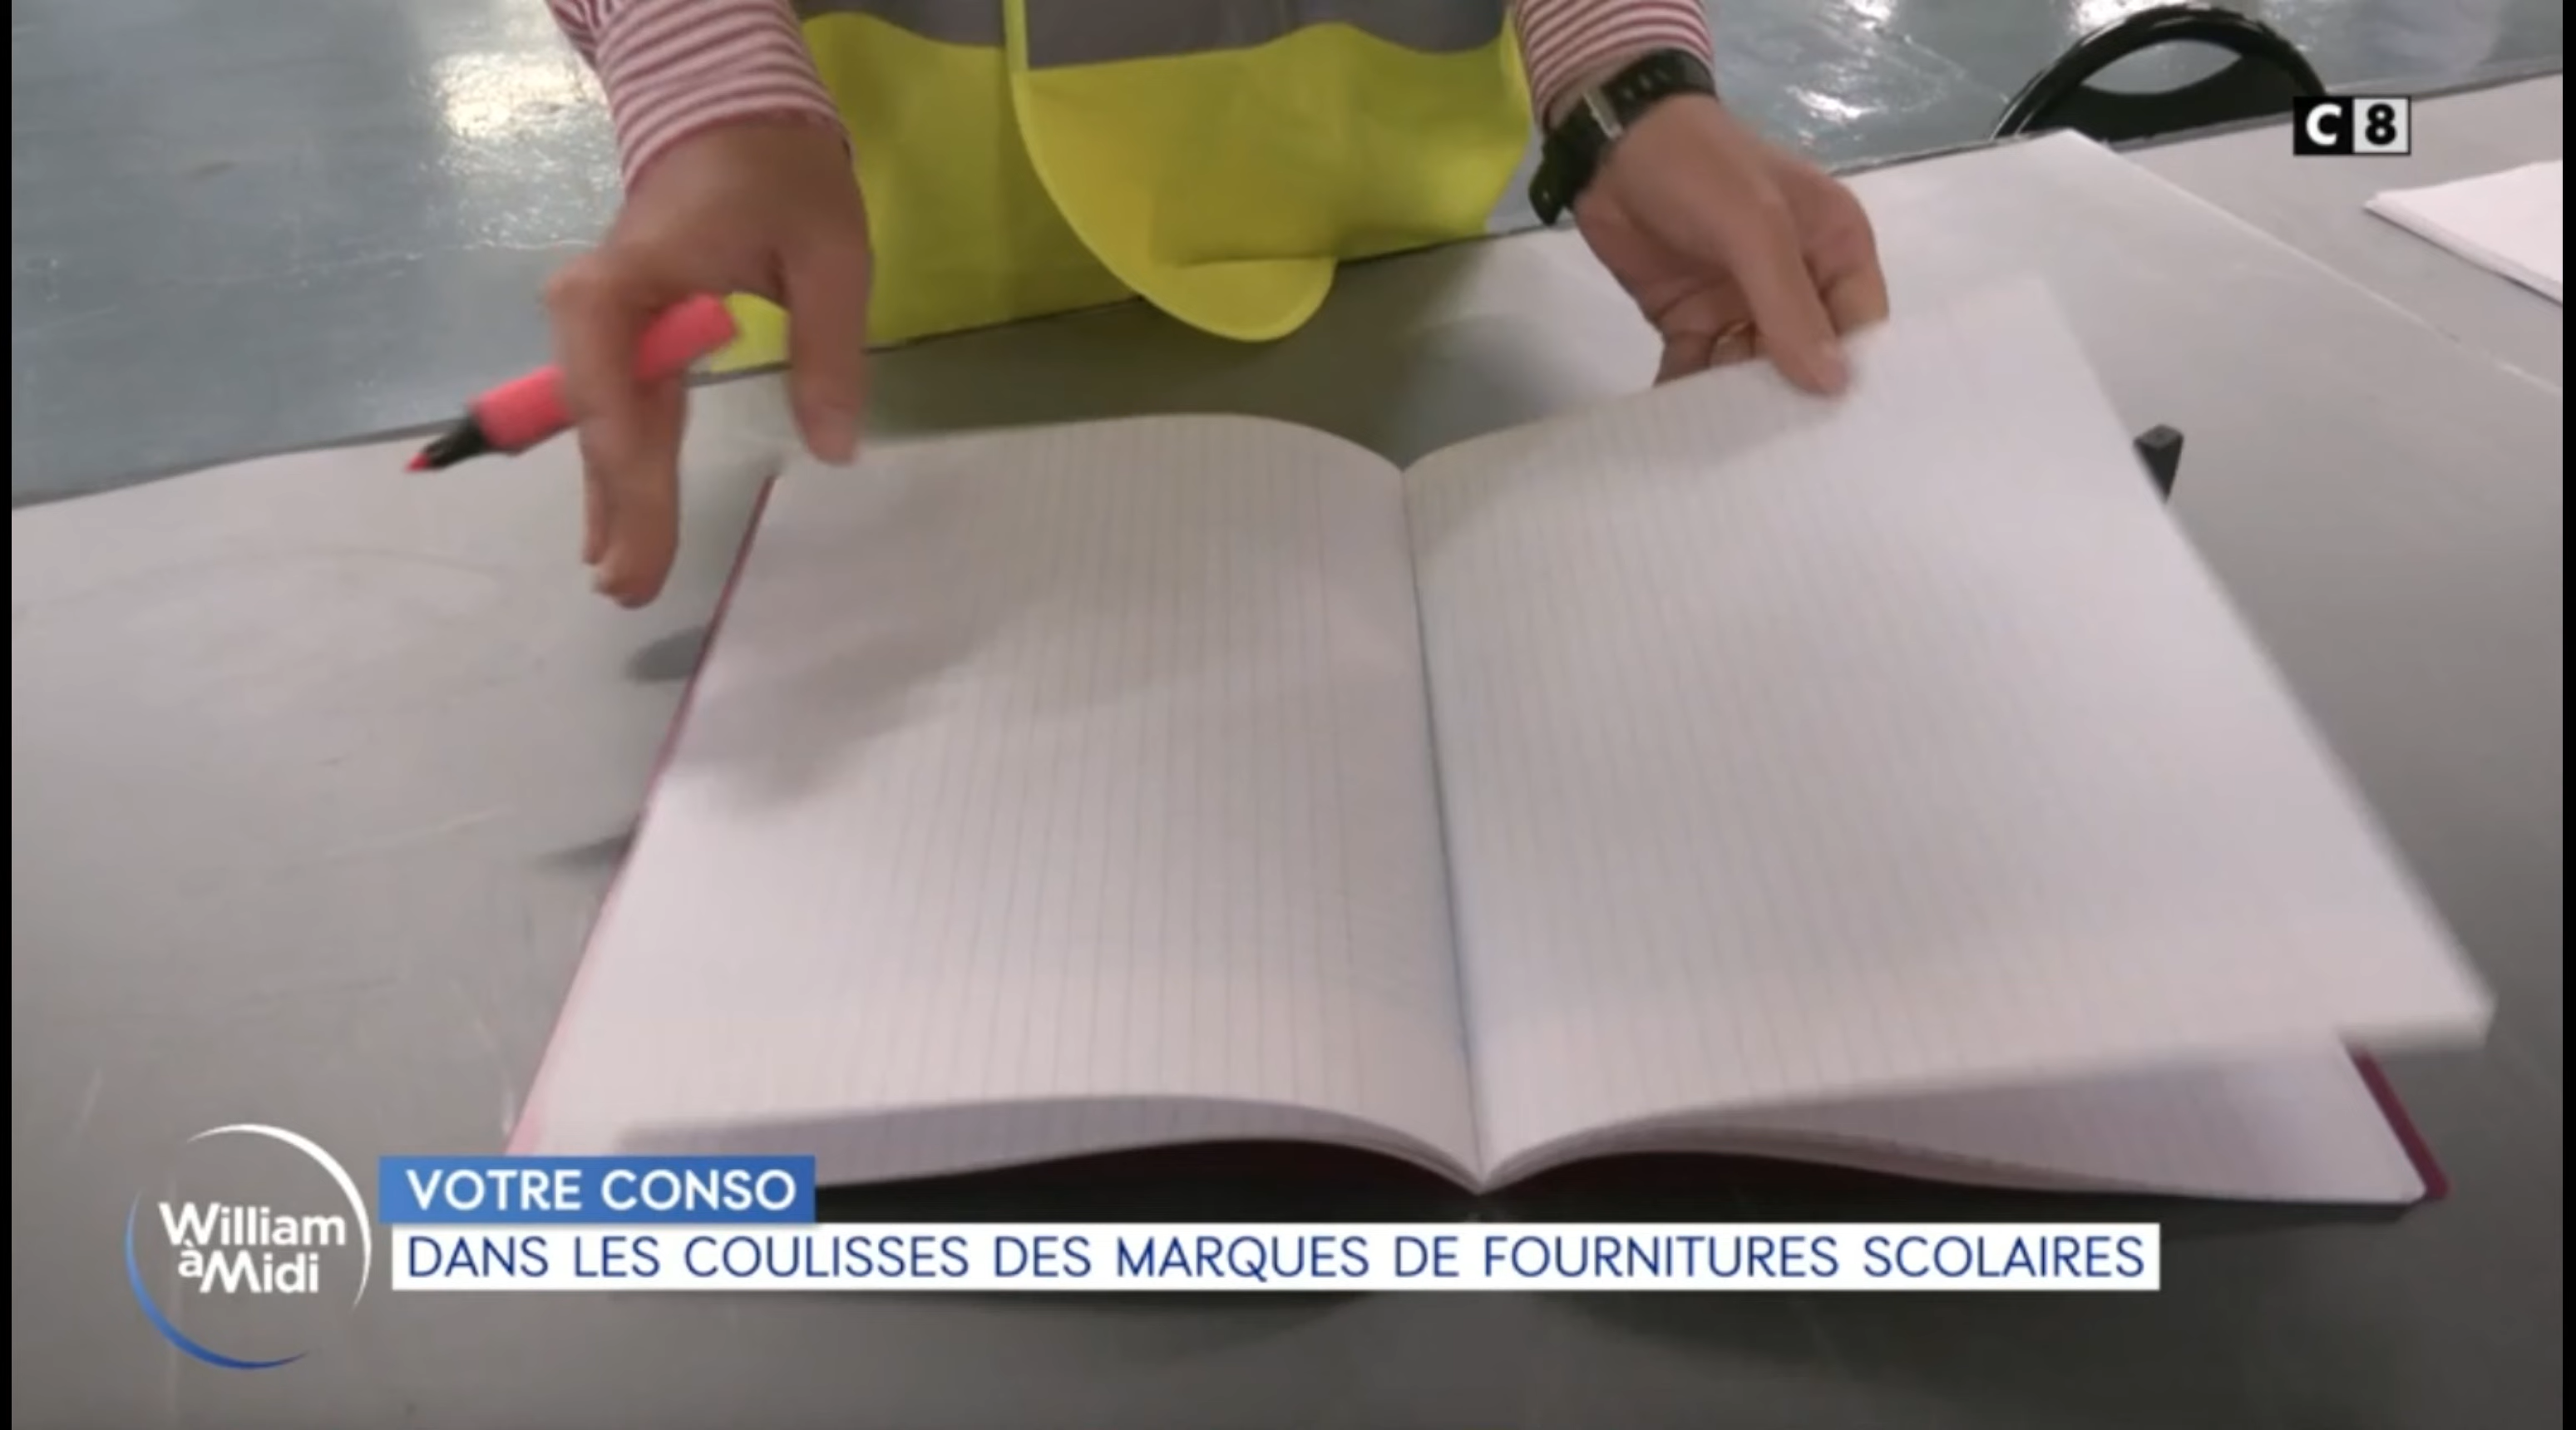 C8
VOTRE CONSO
DANS LES COULISSES DES MARQUES DE FOURNITURES SCOLAIRES
William
à Midi